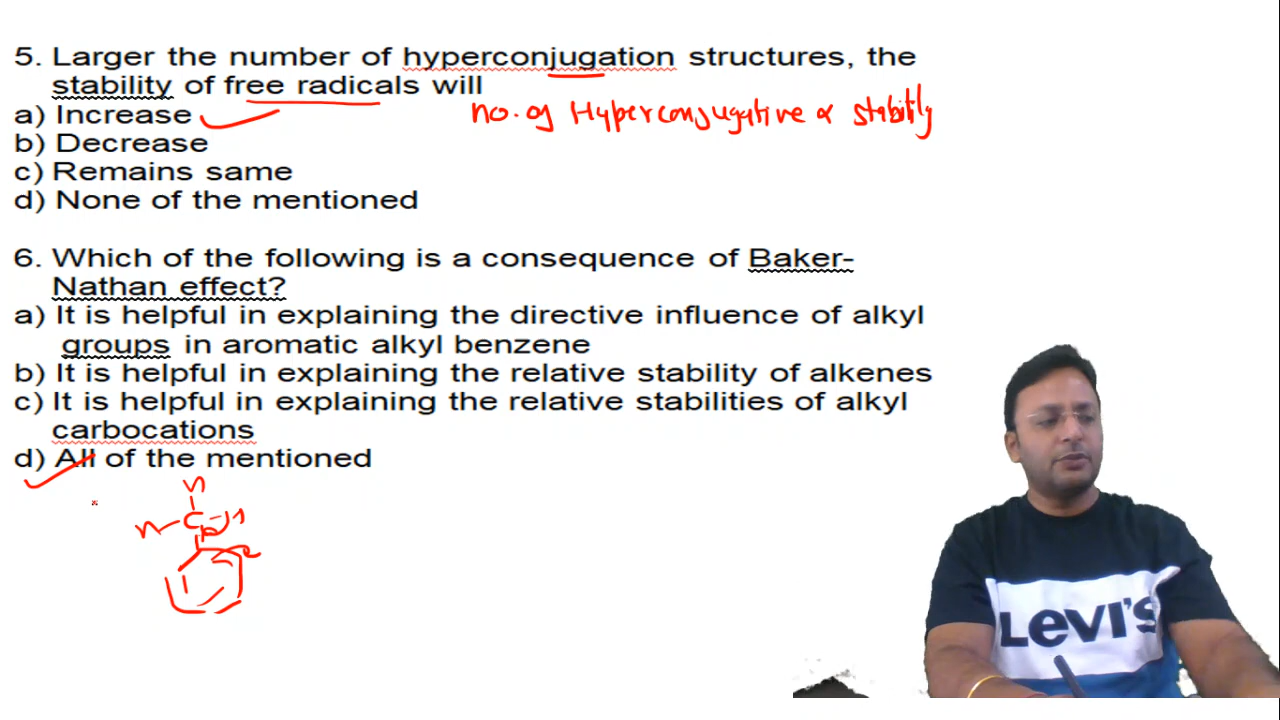 5. Larger the number of hyperconjugation structures, the
stability of free radicals will
a) Increase
no. of Hyperconjugative ∝ stability
b) Decrease
c) Remains same
d) None of the mentioned
6. Which of the following is a consequence of Baker-
Nathan effect?
a) It is helpful in explaining the directive influence of alkyl
groups in aromatic alkyl benzene
b) It is helpful in explaining the relative stability of alkenes
c) It is helpful in explaining the relative stabilities of alkyl
carbocations
d) All of the mentioned
H
H C H
LEVI'S